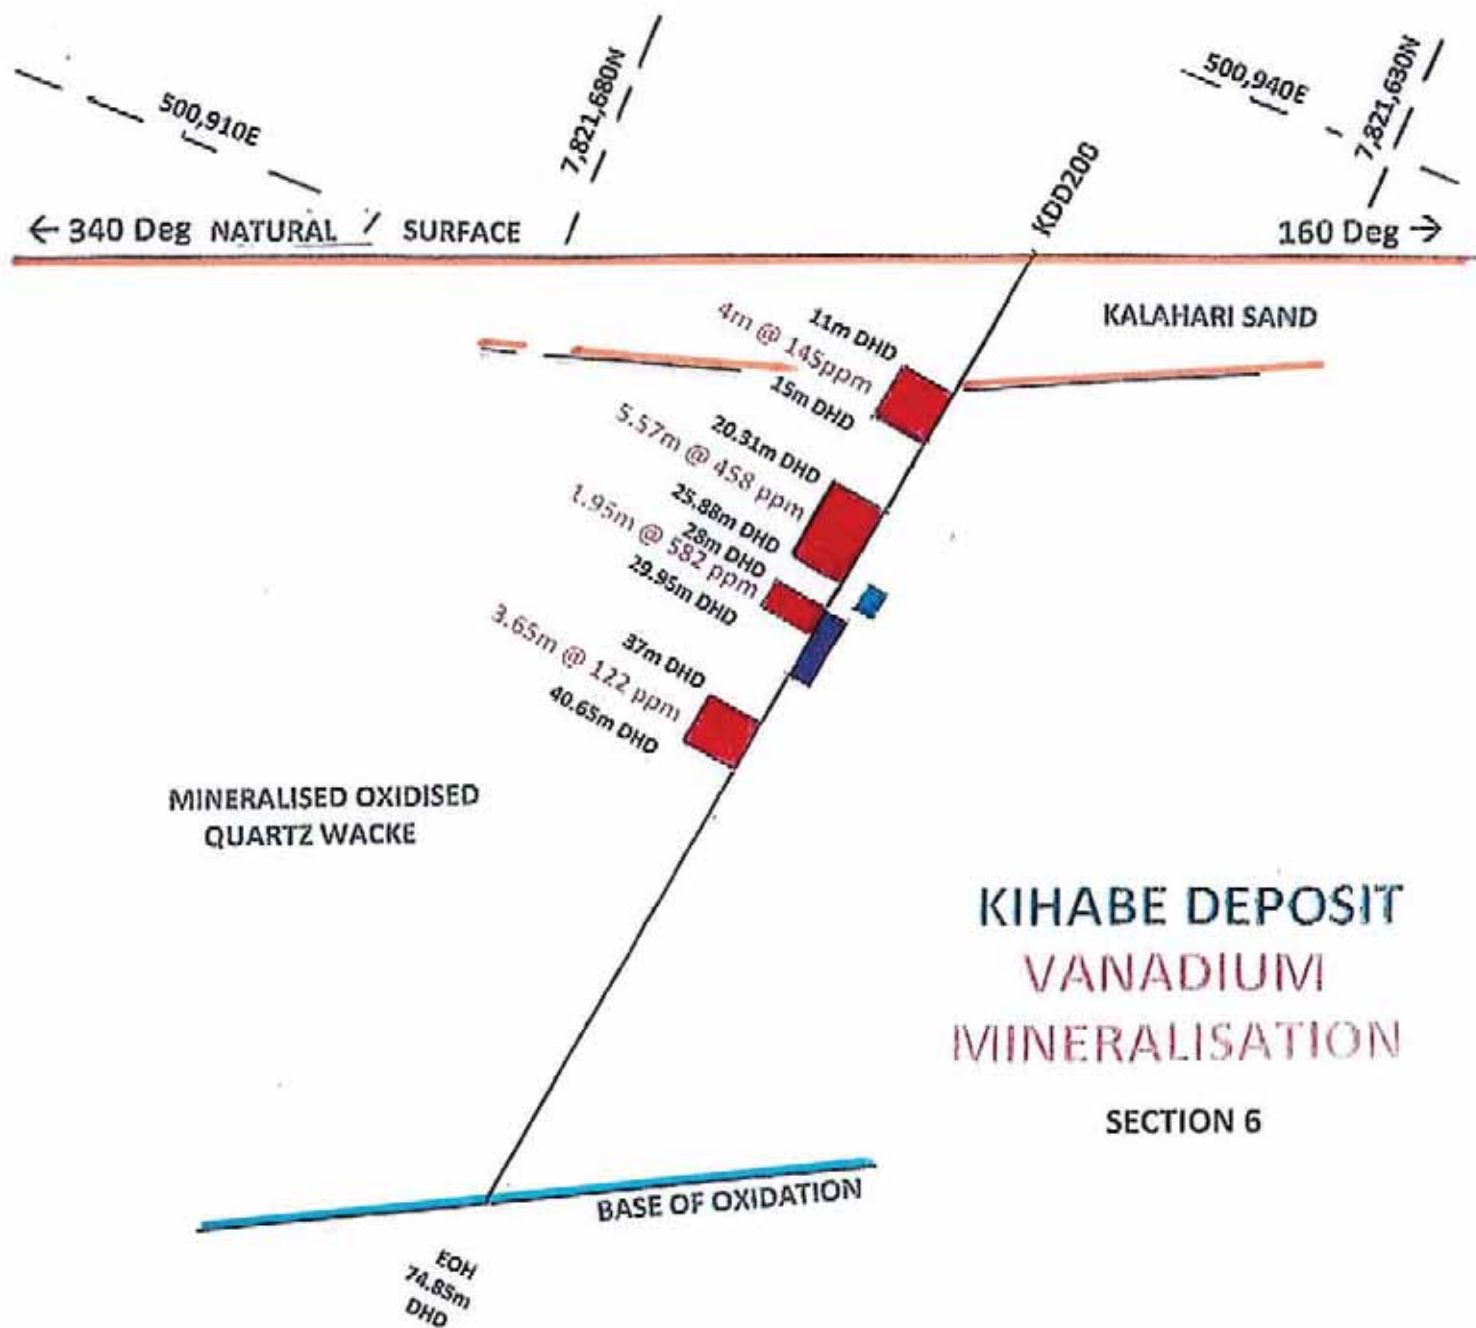 500,910E
7,821,680N
500,940E
7,821,630N
KDD200
← 340 Deg NATURAL SURFACE
160 Deg →
KALAHARI SAND
11m DHD
4m @ 145ppm
15m DHD
20.31m DHD
5.57m @ 458 ppm
25.88m DHD
28m DHD
1.95m @ 582 ppm
29.95m DHD
37m DHD
3.65m @ 122 ppm
40.65m DHD
MINERALISED OXIDISED
QUARTZ WACKE
KIHABE DEPOSIT
VANADIUM
MINERALISATION
SECTION 6
BASE OF OXIDATION
EOH
74.85m
DHD